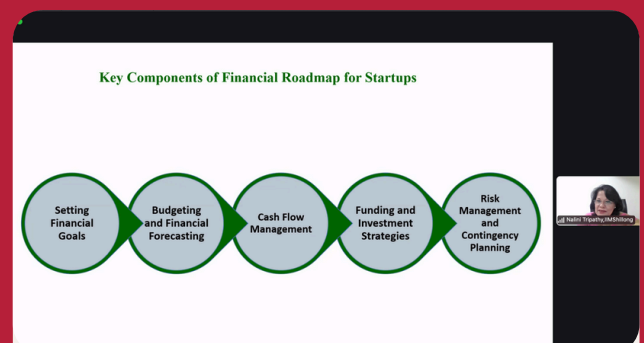 Key Components of Financial Roadmap for Startups
Setting
Financial
Goals
Budgeting
and Financial
Forecasting
Cash Flow
Management
Funding and
Investment
Strategies
Risk
Management
and
Contingency
Planning
Nalini Tripathy,IIMShillong